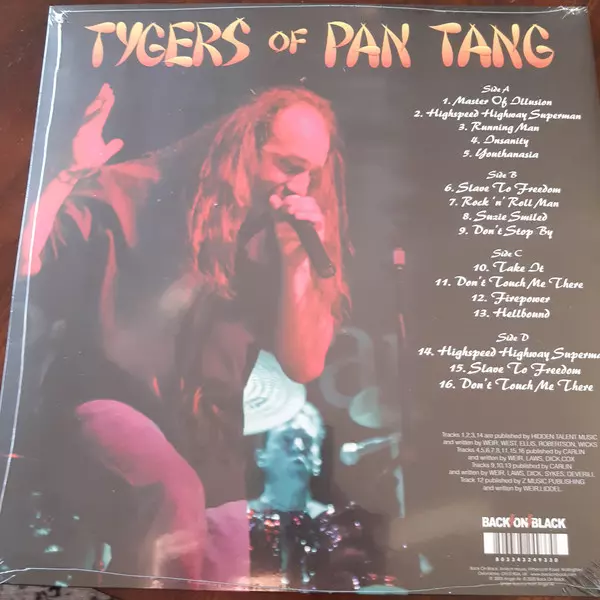 TYGERS OF PAN TANG
Side A
1. Master Of Illusion
2. Highspeed Highway Superman
3. Running Man
4. Insanity
5. Youthanasia
Side B
6. Slave To Freedom
7. Rock 'n' Roll Man
8. Suzie Smiled
9. Don't Stop By
Side C
10. Take It
11. Don't Touch Me There
12. Firepower
13. Hellbound
Side D
14. Highspeed Highway Superma
15. Slave To Freedom
16. Don't Touch Me There
Tracks 1,2,3,14 are published by HIDDEN TALENT MUSIC
and written by WEIR, WEST, ELLIS, ROBERTSON, WICKS
Tracks 4,5,6,7,8,11,15,16 published by CARLIN
and written by WEIR, LAWS, DICK,COX
Tracks 9,10,13 published by CARLIN
and written by WEIR, LAWS, DICK, SYKES, DEVERILL
Track 12 published by Z MUSIC PUBLISHING
and written by WEIR,LIDDEL.
BACK ON BLACK
803343249330